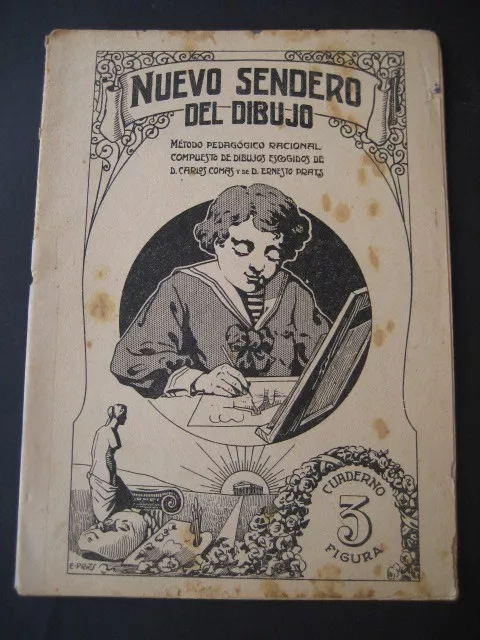 NUEVO SENDERO
DEL DIBUJO
MÉTODO PEDAGÓGICO RACIONAL
COMPUESTO DE DIBUJOS ESCOGIDOS DE
D. CARLOS COMAS Y DE D. ERNESTO PRATS
CUADERNO
3
FIGURA
E. PRATS